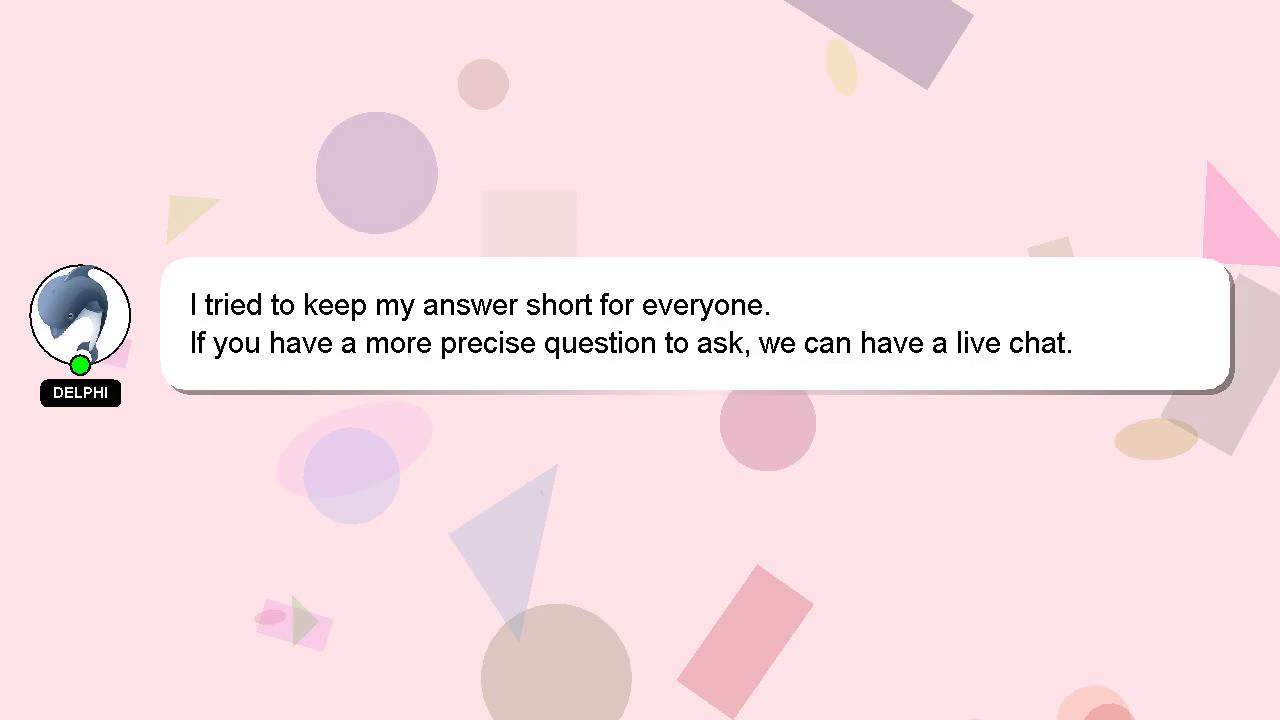 I tried to keep my answer short for everyone.
If you have a more precise question to ask, we can have a live chat.
DELPHI